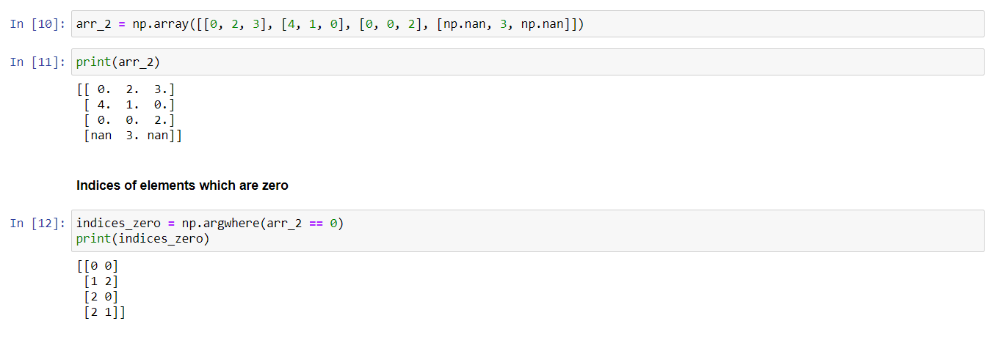 In [10]: arr_2 = np.array([[0, 2, 3], [4, 1, 0], [0, 0, 2], [np.nan, 3, np.nan]])
In [11]: print(arr_2)
[[ 0.  2.  3.]
 [ 4.  1.  0.]
 [ 0.  0.  2.]
 [nan  3. nan]]
Indices of elements which are zero
In [12]: indices_zero = np.argwhere(arr_2 == 0)
print(indices_zero)
[[0 0]
 [1 2]
 [2 0]
 [2 1]]